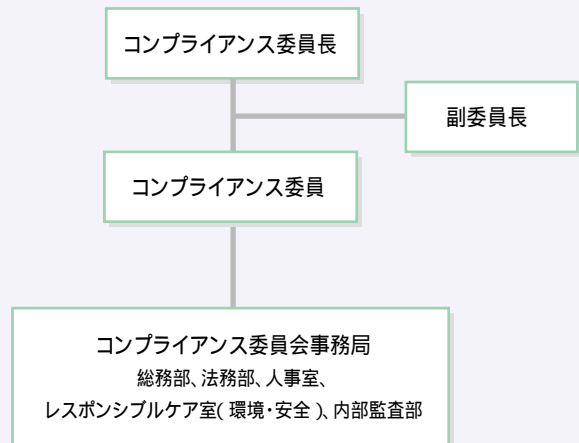 コンプライアンス委員長
副委員長
コンプライアンス委員
コンプライアンス委員会事務局
総務部、法務部、人事室、
レスポンシブルケア室(環境・安全)、内部監査部